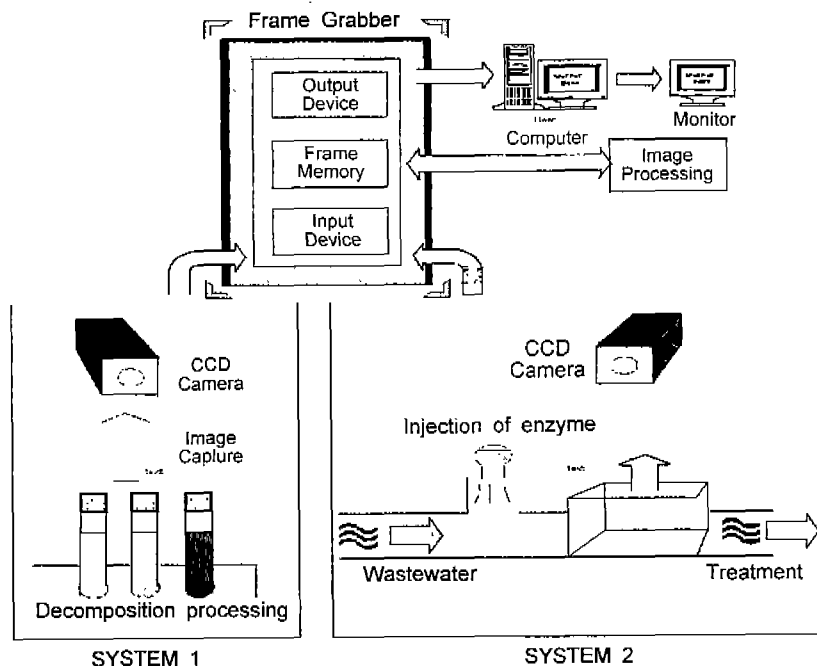 Frame Grabber
Output
Device
Frame
Memory
Input
Device
Computer
Monitor
Image
Processing
CCD
Camera
Image
Caplure
Decomposition processing
SYSTEM 1
CCD
Camera
Injection of enzyme
Wastewater
Treatment
SYSTEM 2